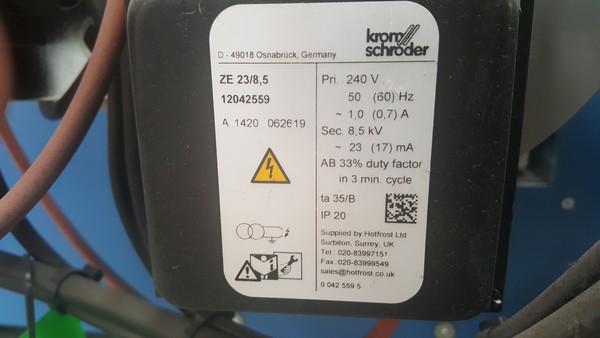 krom
schröder
D - 49018 Osnabrück, Germany
ZE 23/8,5
12042559
A 1420 062619
Pri. 240 V
50 (60) Hz
~ 1,0 (0,7) A
Sec. 8,5 kV
~ 23 (17) mA
AB 33% duty factor
in 3 min. cycle
ta 35/B
IP 20
Supplied by Hotfrost Ltd
Surbiton, Surrey, UK
Tel.: 020-83997151
Fax. 020-83999549
sales@hotfrost.co.uk
0 042 559 5